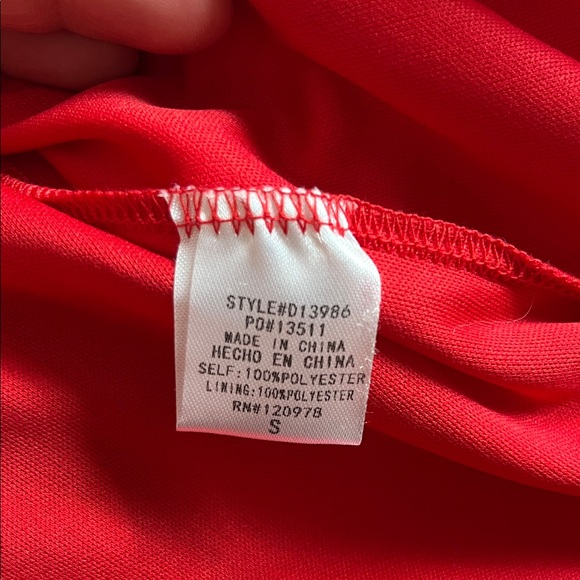 STYLE#D13986
PO#13511
MADE IN CHINA
HECHO EN CHINA
SELF:100%POLYESTER
LINING:100%POLYESTER
RN#120978
S